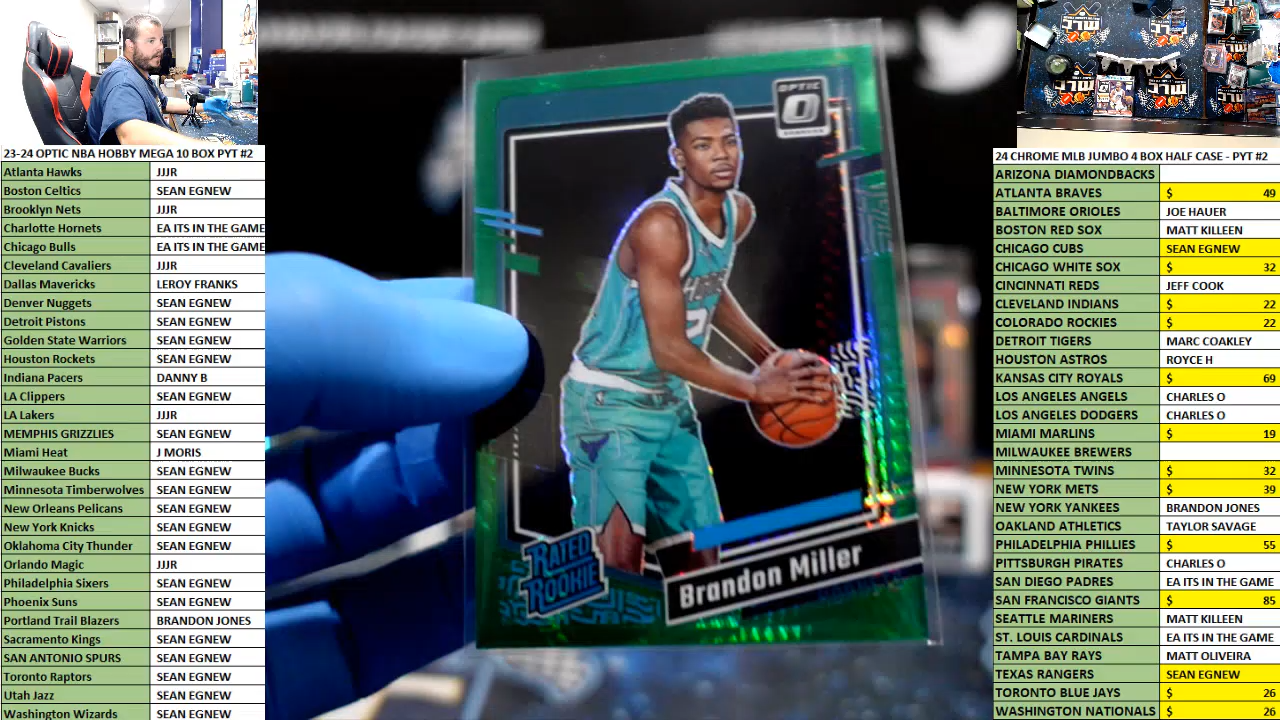 23-24 OPTIC NBA HOBBY MEGA 10 BOX PYT #2
Atlanta Hawks JJJR
Boston Celtics SEAN EGNEW
Brooklyn Nets JJJR
Charlotte Hornets EA ITS IN THE GAME
Chicago Bulls EA ITS IN THE GAME
Cleveland Cavaliers JJJR
Dallas Mavericks LEROY FRANKS
Denver Nuggets SEAN EGNEW
Detroit Pistons SEAN EGNEW
Golden State Warriors SEAN EGNEW
Houston Rockets SEAN EGNEW
Indiana Pacers DANNY B
LA Clippers SEAN EGNEW
LA Lakers JJJR
MEMPHIS GRIZZLIES SEAN EGNEW
Miami Heat J MORIS
Milwaukee Bucks SEAN EGNEW
Minnesota Timberwolves SEAN EGNEW
New Orleans Pelicans SEAN EGNEW
New York Knicks SEAN EGNEW
Oklahoma City Thunder SEAN EGNEW
Orlando Magic JJJR
Philadelphia Sixers SEAN EGNEW
Phoenix Suns SEAN EGNEW
Portland Trail Blazers BRANDON JONES
Sacramento Kings SEAN EGNEW
SAN ANTONIO SPURS SEAN EGNEW
Toronto Raptors SEAN EGNEW
Utah Jazz SEAN EGNEW
Washington Wizards SEAN EGNEW
OPTIC
RATED
ROOKIE
Brandon Miller
24 CHROME MLB JUMBO 4 BOX HALF CASE - PYT #2
ARIZONA DIAMONDBACKS
ATLANTA BRAVES $ 49
BALTIMORE ORIOLES JOE HAUER
BOSTON RED SOX MATT KILLEEN
CHICAGO CUBS SEAN EGNEW
CHICAGO WHITE SOX $ 32
CINCINNATI REDS JEFF COOK
CLEVELAND INDIANS $ 22
COLORADO ROCKIES $ 22
DETROIT TIGERS MARC COAKLEY
HOUSTON ASTROS ROYCE H
KANSAS CITY ROYALS $ 69
LOS ANGELES ANGELS CHARLES O
LOS ANGELES DODGERS CHARLES O
MIAMI MARLINS $ 19
MILWAUKEE BREWERS
MINNESOTA TWINS $ 32
NEW YORK METS $ 39
NEW YORK YANKEES BRANDON JONES
OAKLAND ATHLETICS TAYLOR SAVAGE
PHILADELPHIA PHILLIES $ 55
PITTSBURGH PIRATES CHARLES O
SAN DIEGO PADRES EA ITS IN THE GAME
SAN FRANCISCO GIANTS $ 85
SEATTLE MARINERS MATT KILLEEN
ST. LOUIS CARDINALS EA ITS IN THE GAME
TAMPA BAY RAYS MATT OLIVEIRA
TEXAS RANGERS SEAN EGNEW
TORONTO BLUE JAYS $ 26
WASHINGTON NATIONALS $ 26